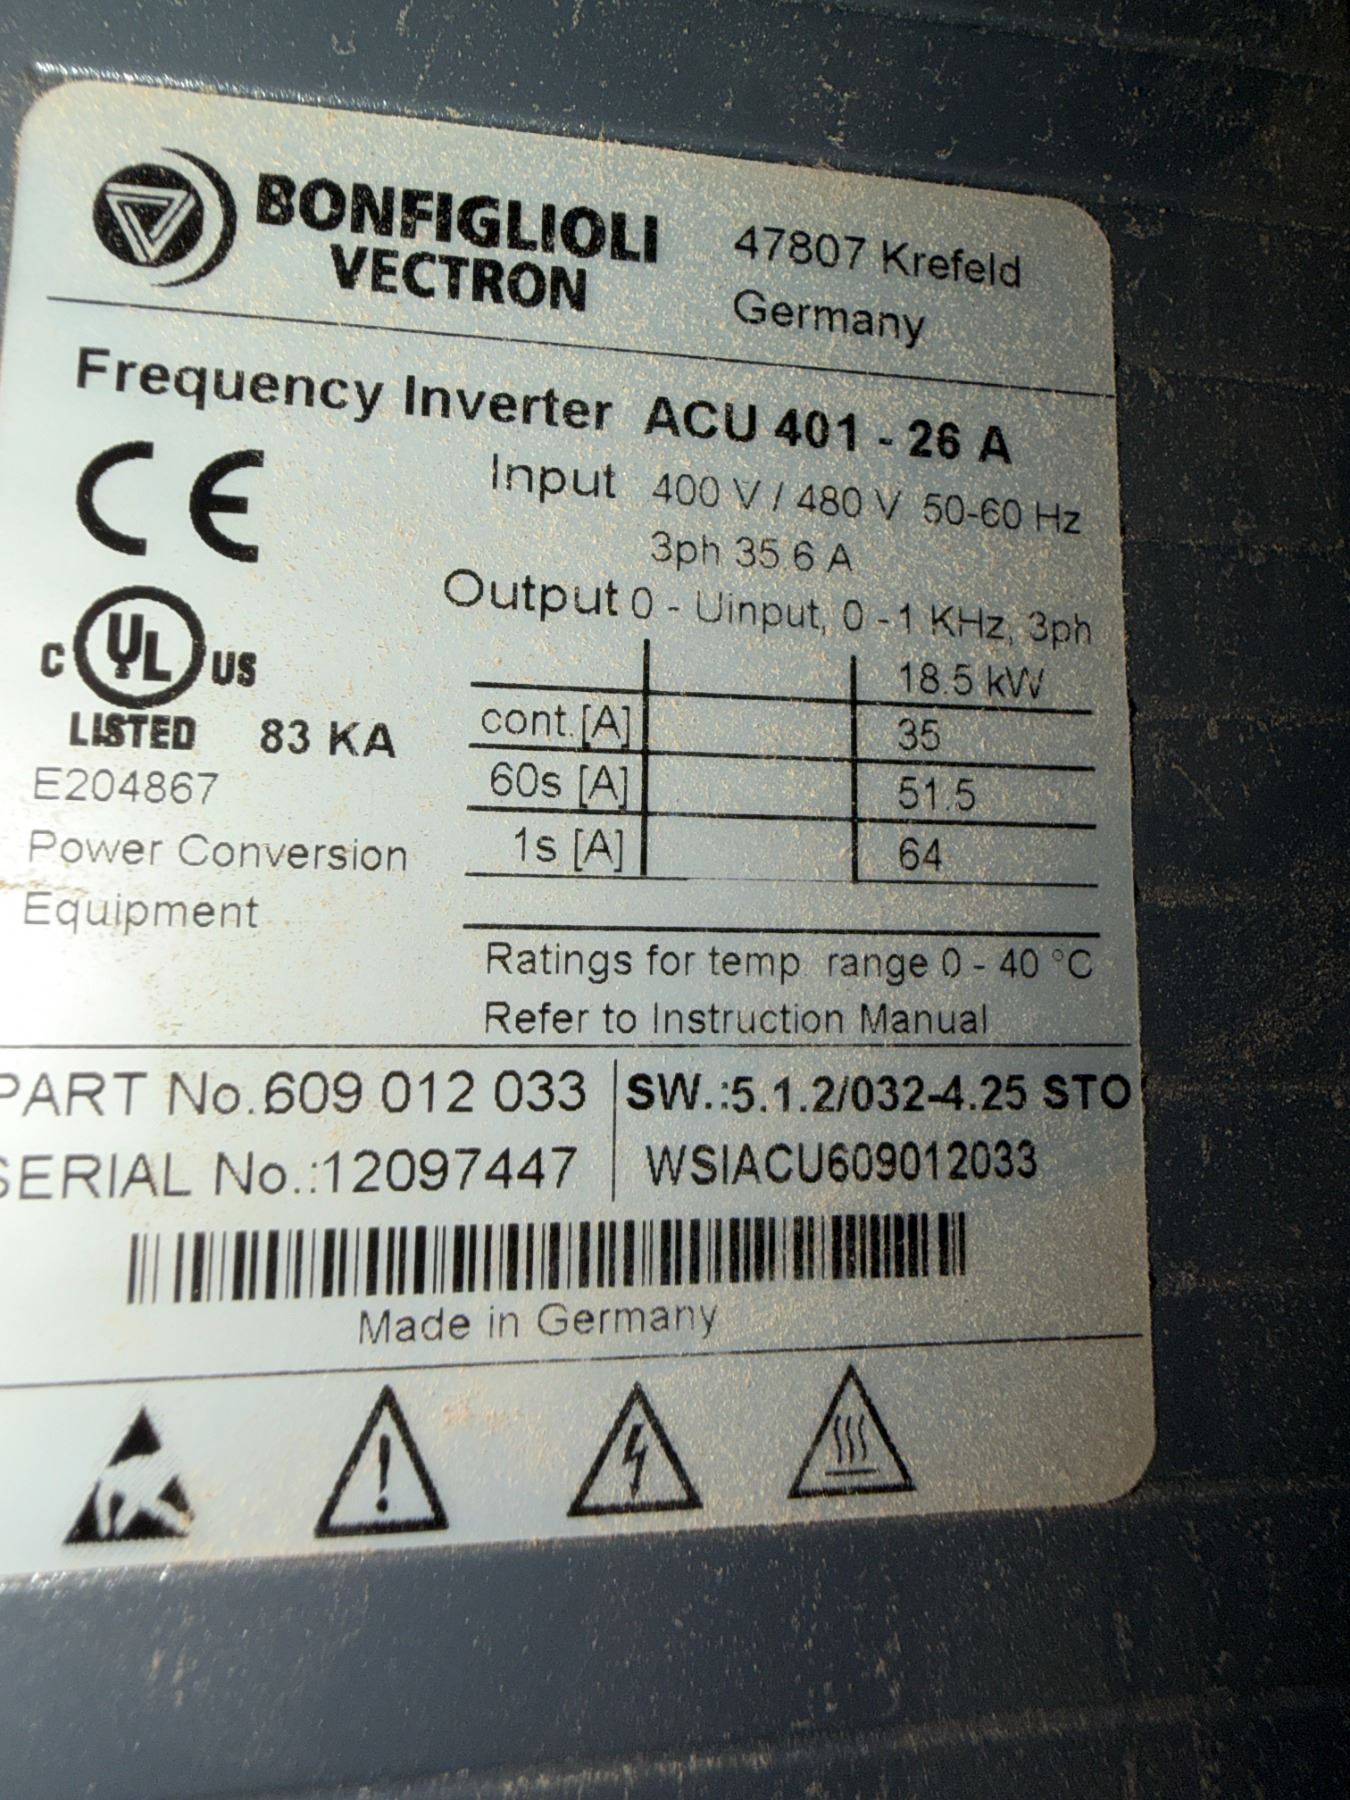 BONFIGLIOLI
VECTRON
47807 Krefeld
Germany
Frequency Inverter ACU 401 - 26 A
CE
Input 400 V / 480 V 50-60 Hz
3ph 35.6 A
Output 0 - Uinput, 0 - 1 KHz, 3ph
C UL US
LISTED 83 KA
E204867
Power Conversion
Equipment
18.5 kW
cont. [A] 35
60s [A] 51.5
1s [A] 64
Ratings for temp. range 0 - 40 °C
Refer to Instruction Manual
PART No.609 012 033 SW.:5.1.2/032-4.25 STO
SERIAL No.:12097447 WSIACU609012033
Made in Germany